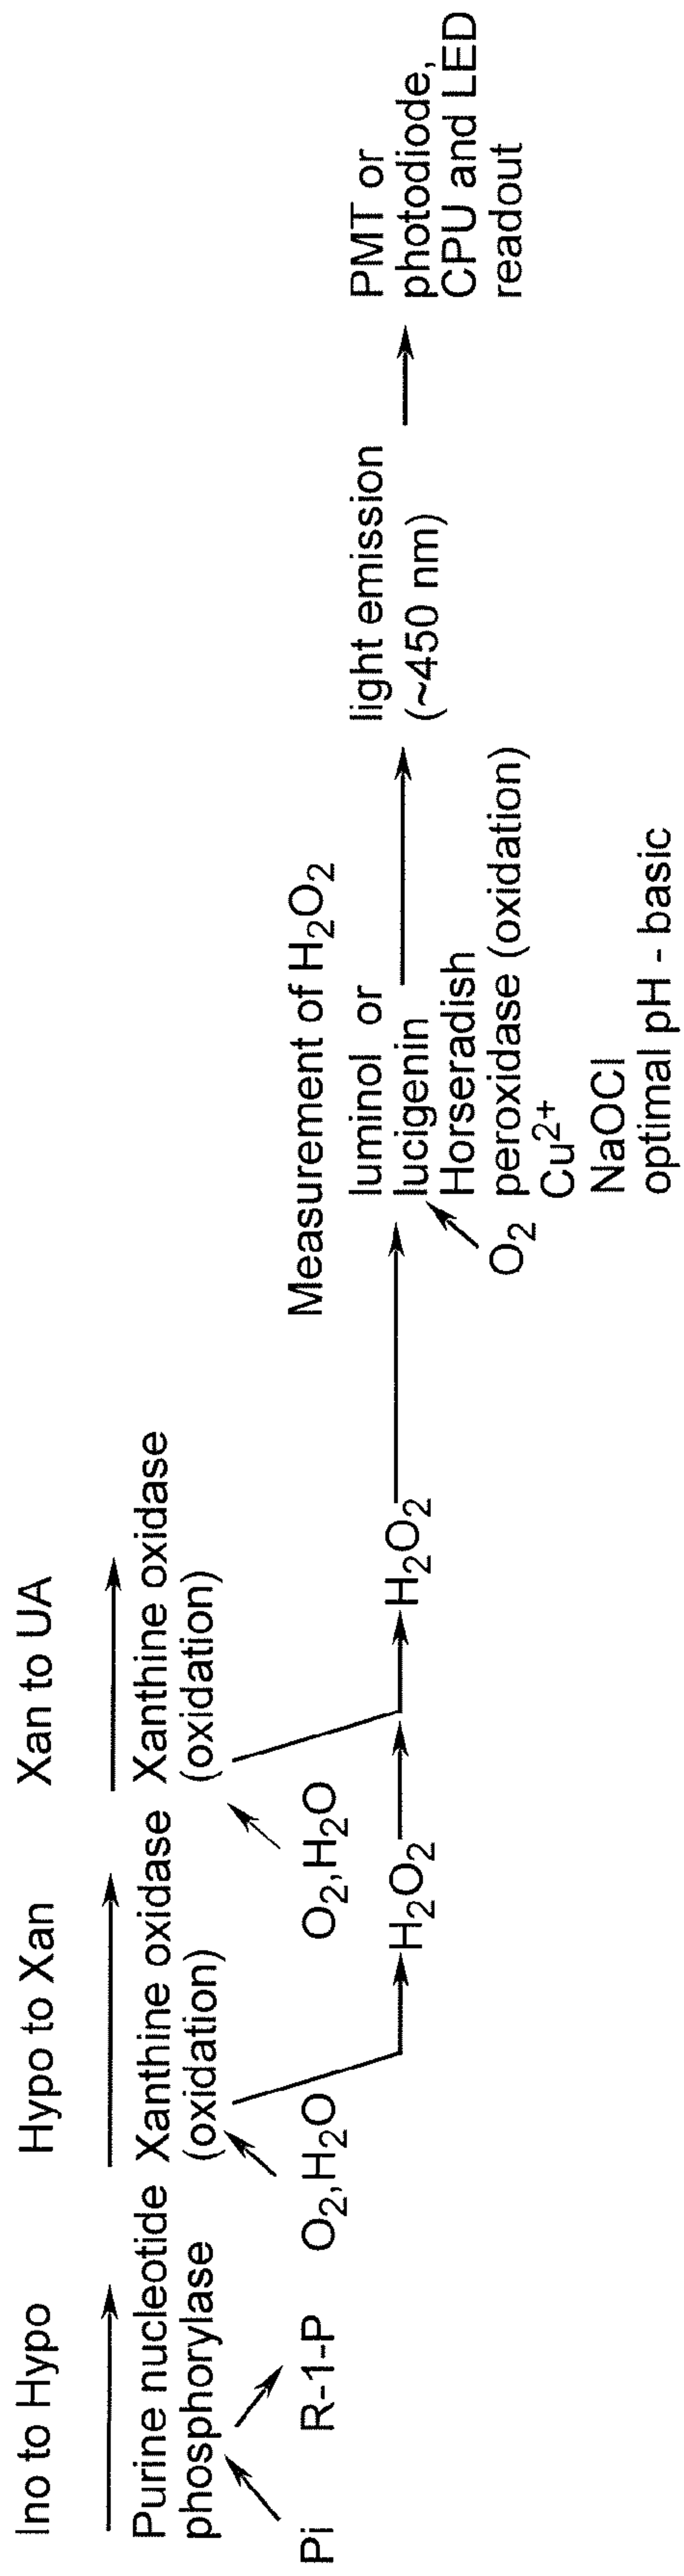 Ino to Hypo
Hypo to Xan
Xan to UA
Purine nucleotide
phosphorylase
Xanthine oxidase
(oxidation)
Xanthine oxidase
(oxidation)
Pi
R-1-P
O2,H2O
O2,H2O
H2O2
H2O2
Measurement of H2O2
luminol or
lucigenin
Horseradish
peroxidase (oxidation)
Cu2+
NaOCl
optimal pH - basic
O2
light emission
(~450 nm)
PMT or
photodiode,
CPU and LED
readout